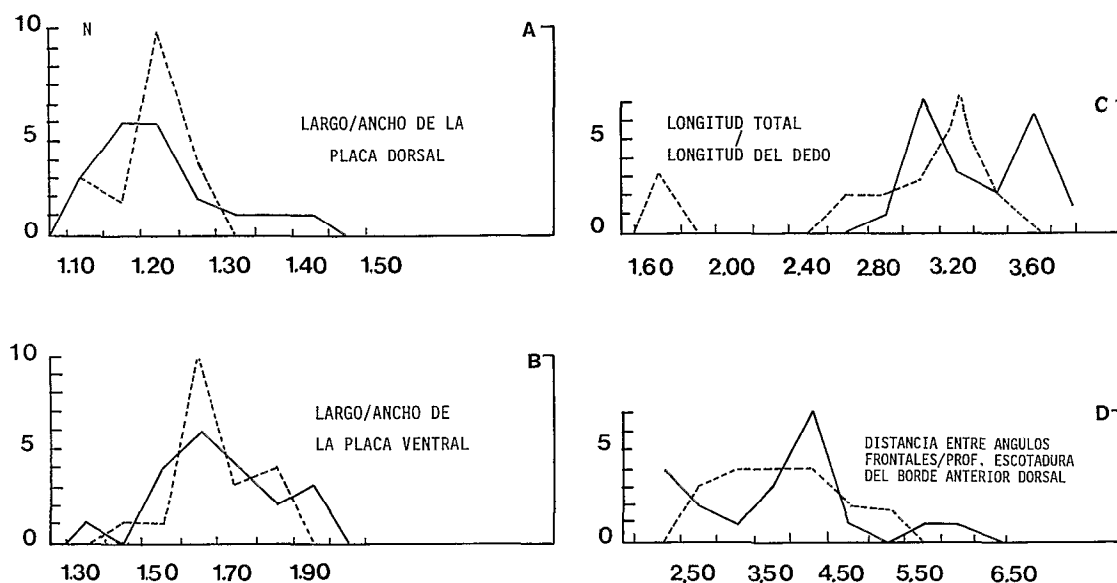 10
N
A
5
0
LARGO/ANCHO DE LA
PLACA DORSAL
1.10 1.20 1.30 1.40 1.50
C
5
0
LONGITUD TOTAL
/
LONGITUD DEL DEDO
1.60 2.00 2.40 2.80 3.20 3.60
10
B
5
0
LARGO/ANCHO DE
LA PLACA VENTRAL
1.30 1.50 1.70 1.90
D
5
0
DISTANCIA ENTRE ANGULOS
FRONTALES/PROF. ESCOTADURA
DEL BORDE ANTERIOR DORSAL
2,50 3,50 4,50 5,50 6,50